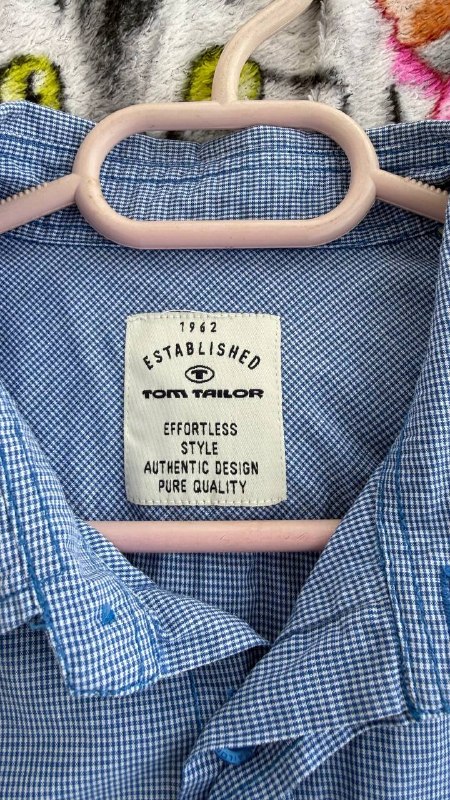 1962
ESTABLISHED
T
TOM TAILOR
EFFORTLESS
STYLE
AUTHENTIC DESIGN
PURE QUALITY